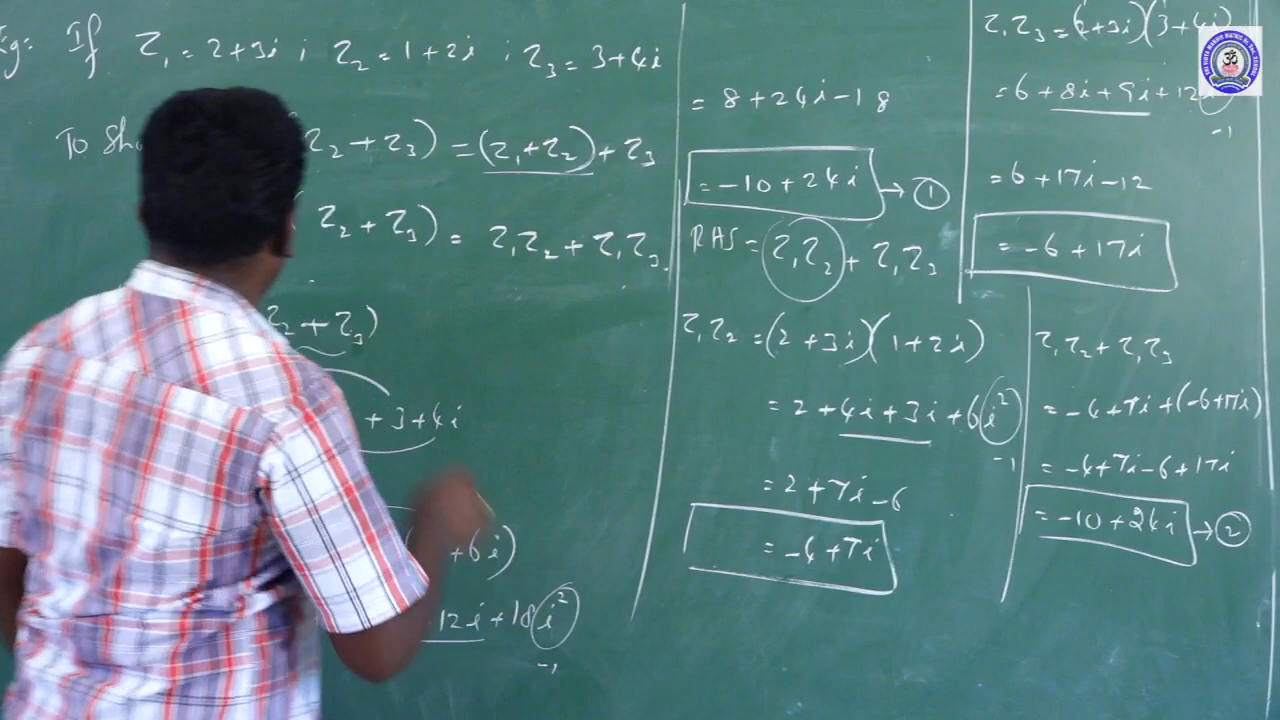 Eg: If z₁ = 2+3i ; z₂ = 1+2i ; z₃ = 3+4i
To Sho z₂+z₃) = (z₁+z₂) + z₃
( z₂+z₃) = z₁z₂ + z₁z₃.
z₂+z₃)
+ 3+4i
+6i)
12i + 18i²
-1
= 8+24i-18
= -10+24i → ①
RHS = z₁z₂ + z₁z₃
z₁z₂ = (2+3i)(1+2i)
= 2+4i+3i+6i²
-1
= 2+7i-6
= -4+7i
z₁z₃ = (2+3i)(3+4i)
= 6+8i+9i+12
-1
= 6+17i-12
= -6+17i
z₁z₂ + z₁z₃
= -4+7i+(-6+17i)
= -4+7i-6+17i
= -10+24i → ②